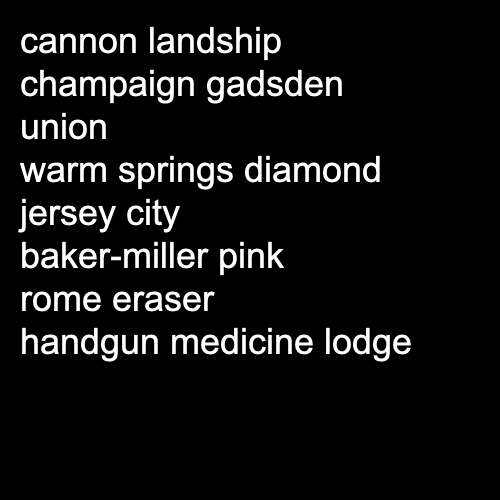 cannon landship
champaign gadsden
union
warm springs diamond
jersey city
baker-miller pink
rome eraser
handgun medicine lodge